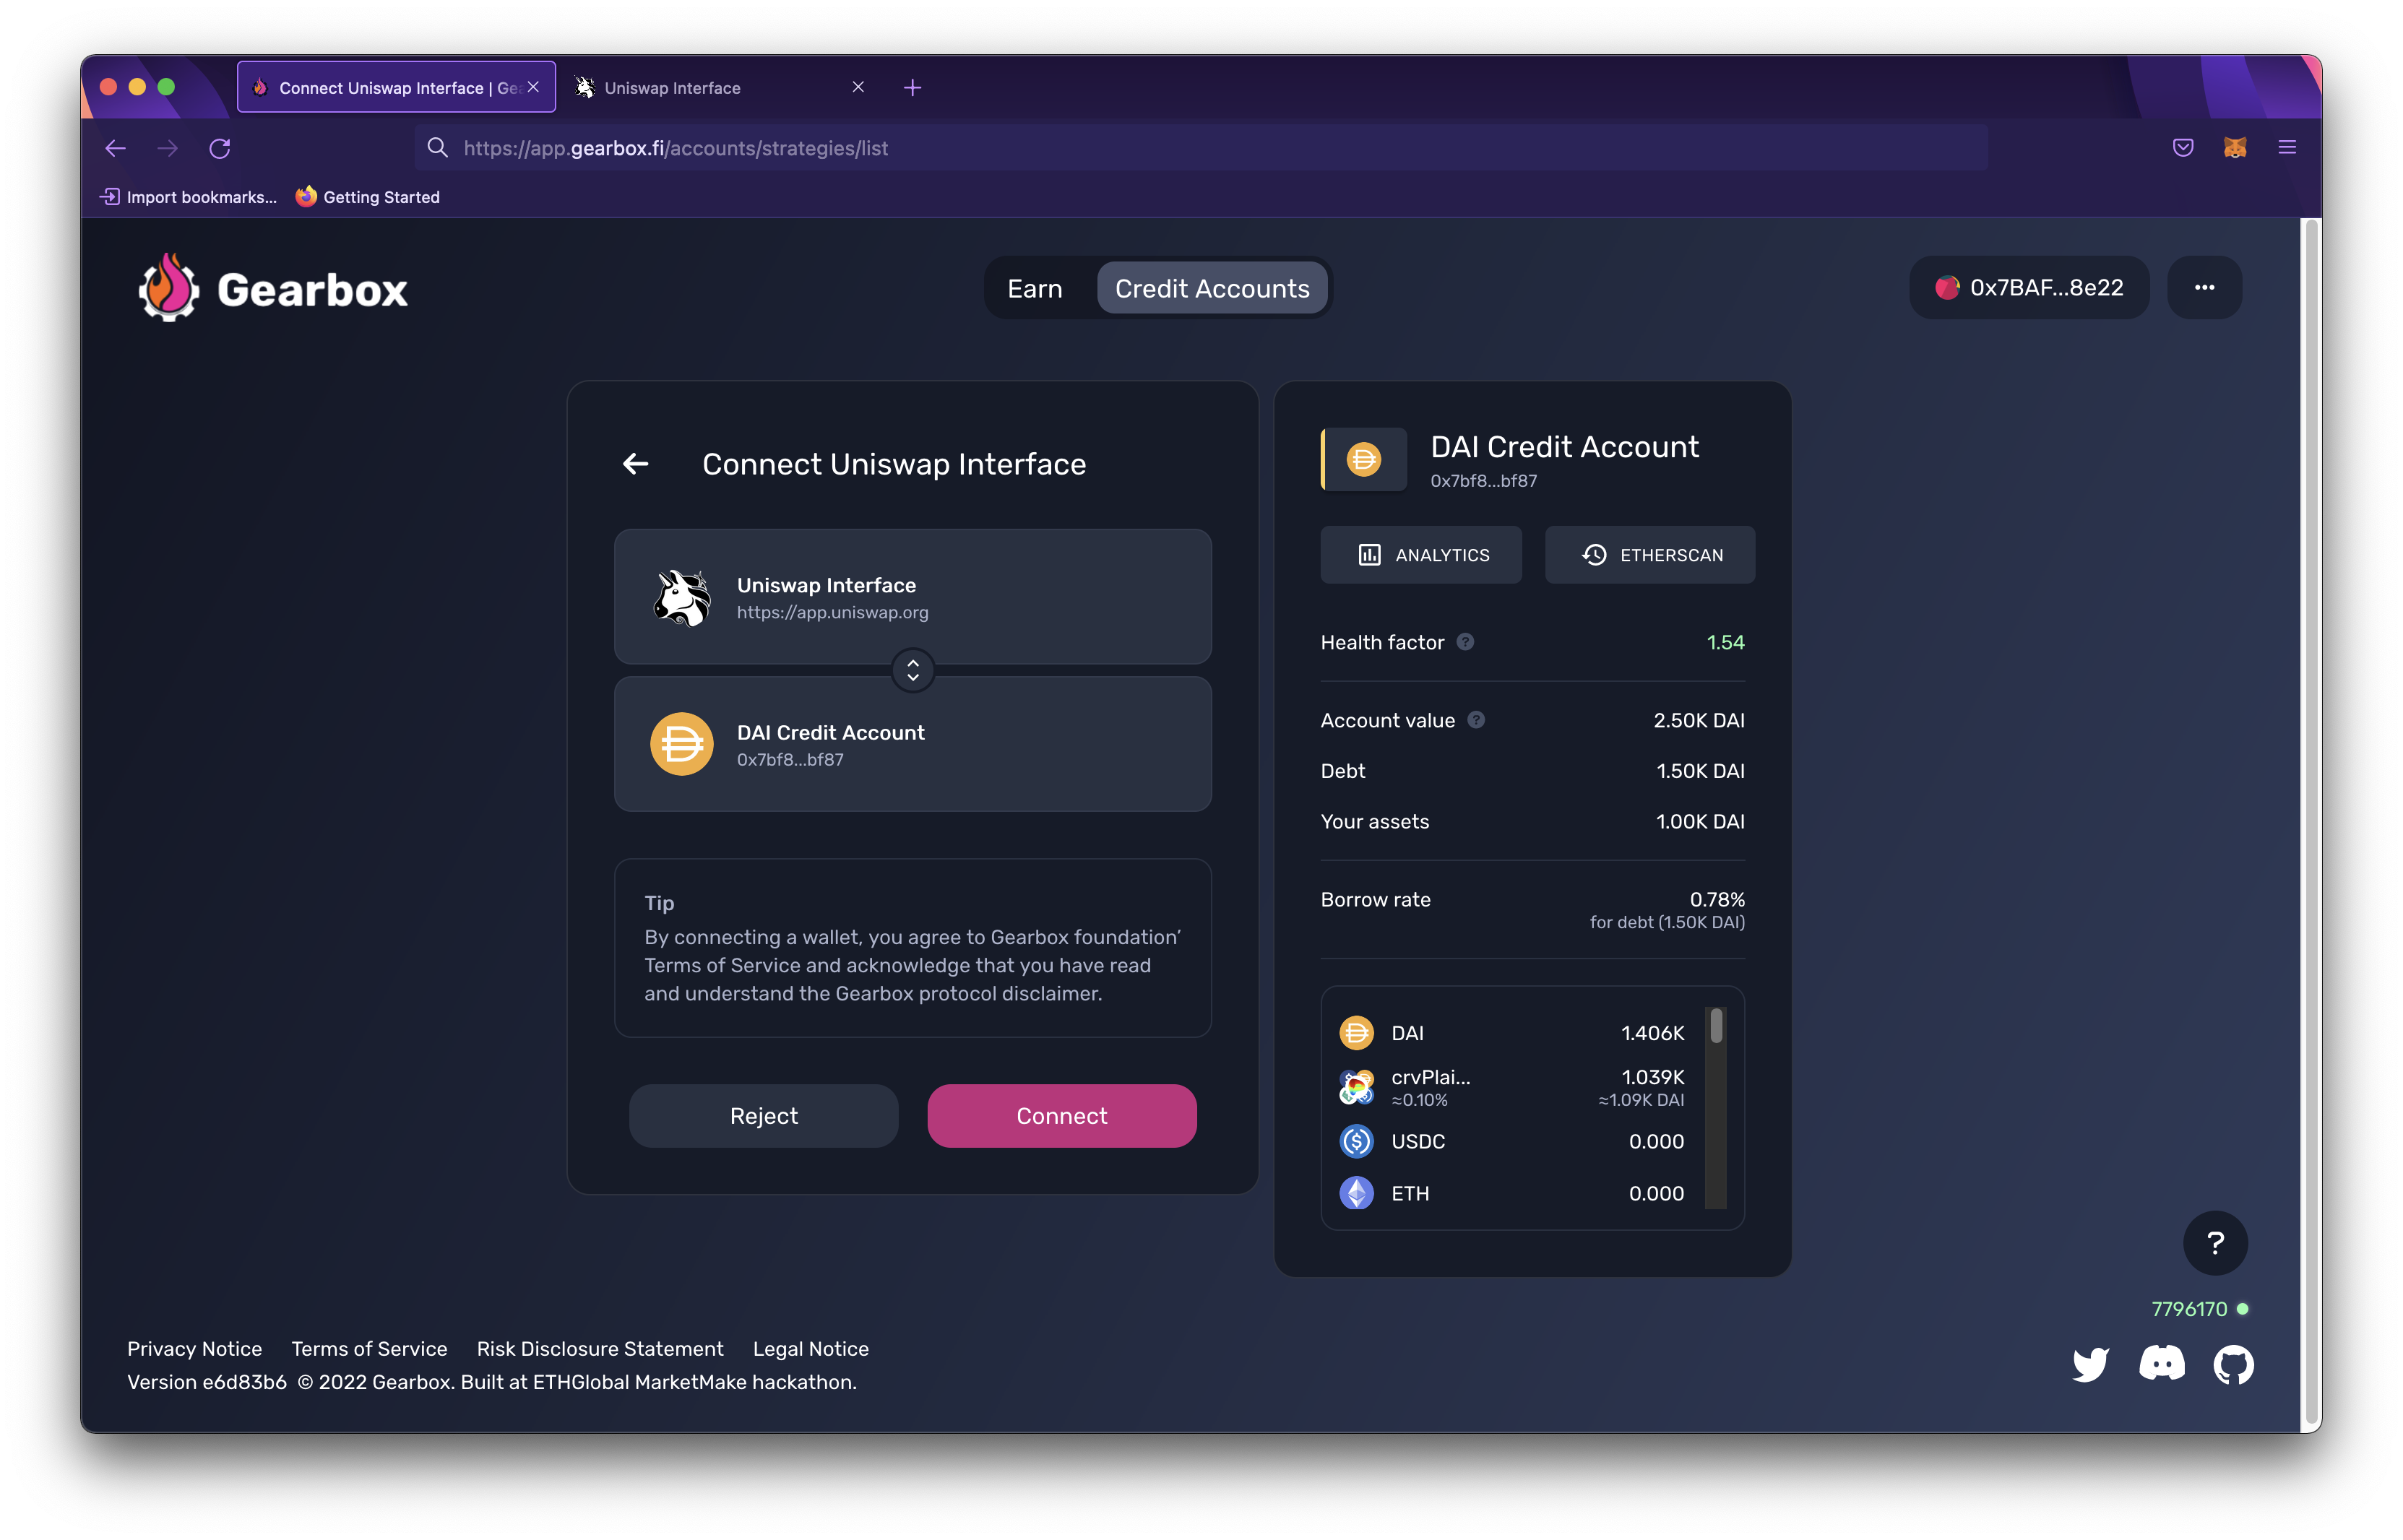 Connect Uniswap Interface | Gea
Uniswap Interface
https://app.gearbox.fi/accounts/strategies/list
Import bookmarks...
Getting Started
Gearbox
Earn
Credit Accounts
0x7BAF...8e22
Connect Uniswap Interface
Uniswap Interface
https://app.uniswap.org
DAI Credit Account
0x7bf8...bf87
Tip
By connecting a wallet, you agree to Gearbox foundation’
Terms of Service and acknowledge that you have read
and understand the Gearbox protocol disclaimer.
Reject
Connect
DAI Credit Account
0x7bf8...bf87
ANALYTICS
ETHERSCAN
Health factor ? 1.54
Account value ? 2.50K DAI
Debt 1.50K DAI
Your assets 1.00K DAI
Borrow rate 0.78%
for debt (1.50K DAI)
DAI 1.406K
crvPlai... 1.039K
≈0.10% ≈1.09K DAI
USDC 0.000
ETH 0.000
?
7796170
Privacy Notice Terms of Service Risk Disclosure Statement Legal Notice
Version e6d83b6 © 2022 Gearbox. Built at ETHGlobal MarketMake hackathon.